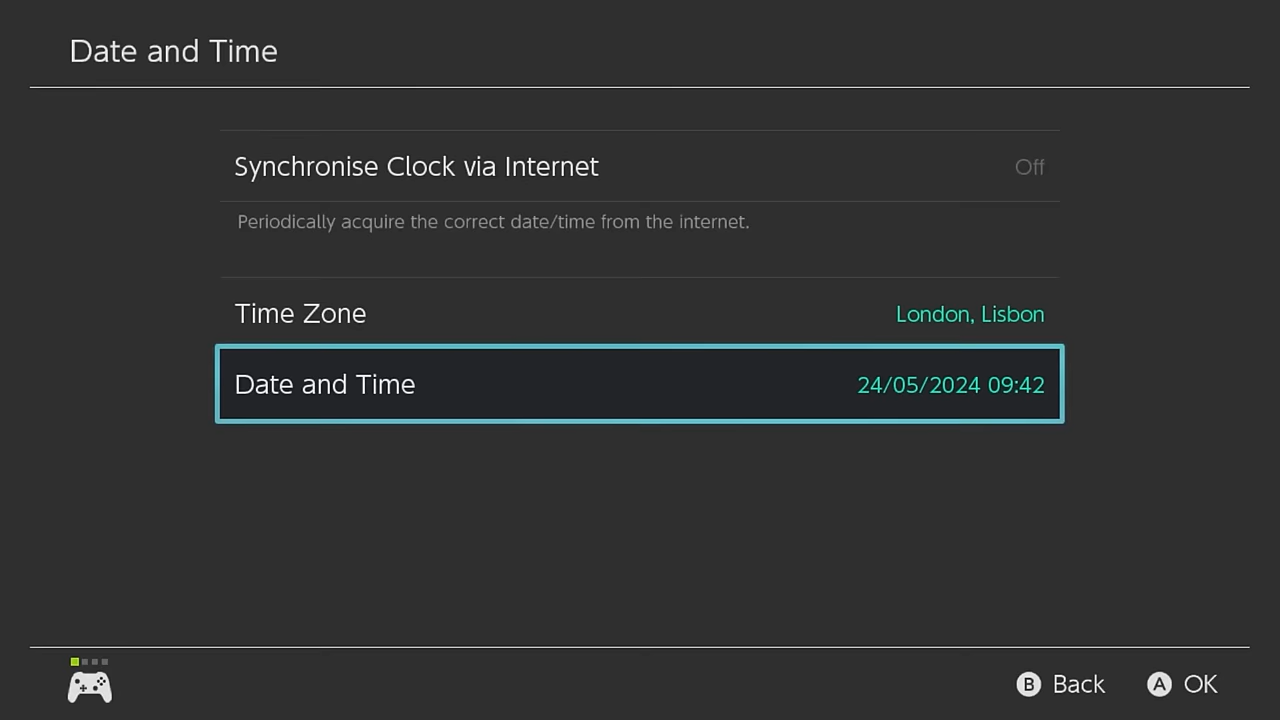 Date and Time
Synchronise Clock via Internet Off
Periodically acquire the correct date/time from the internet.
Time Zone London, Lisbon
Date and Time 24/05/2024 09:42
B Back A OK